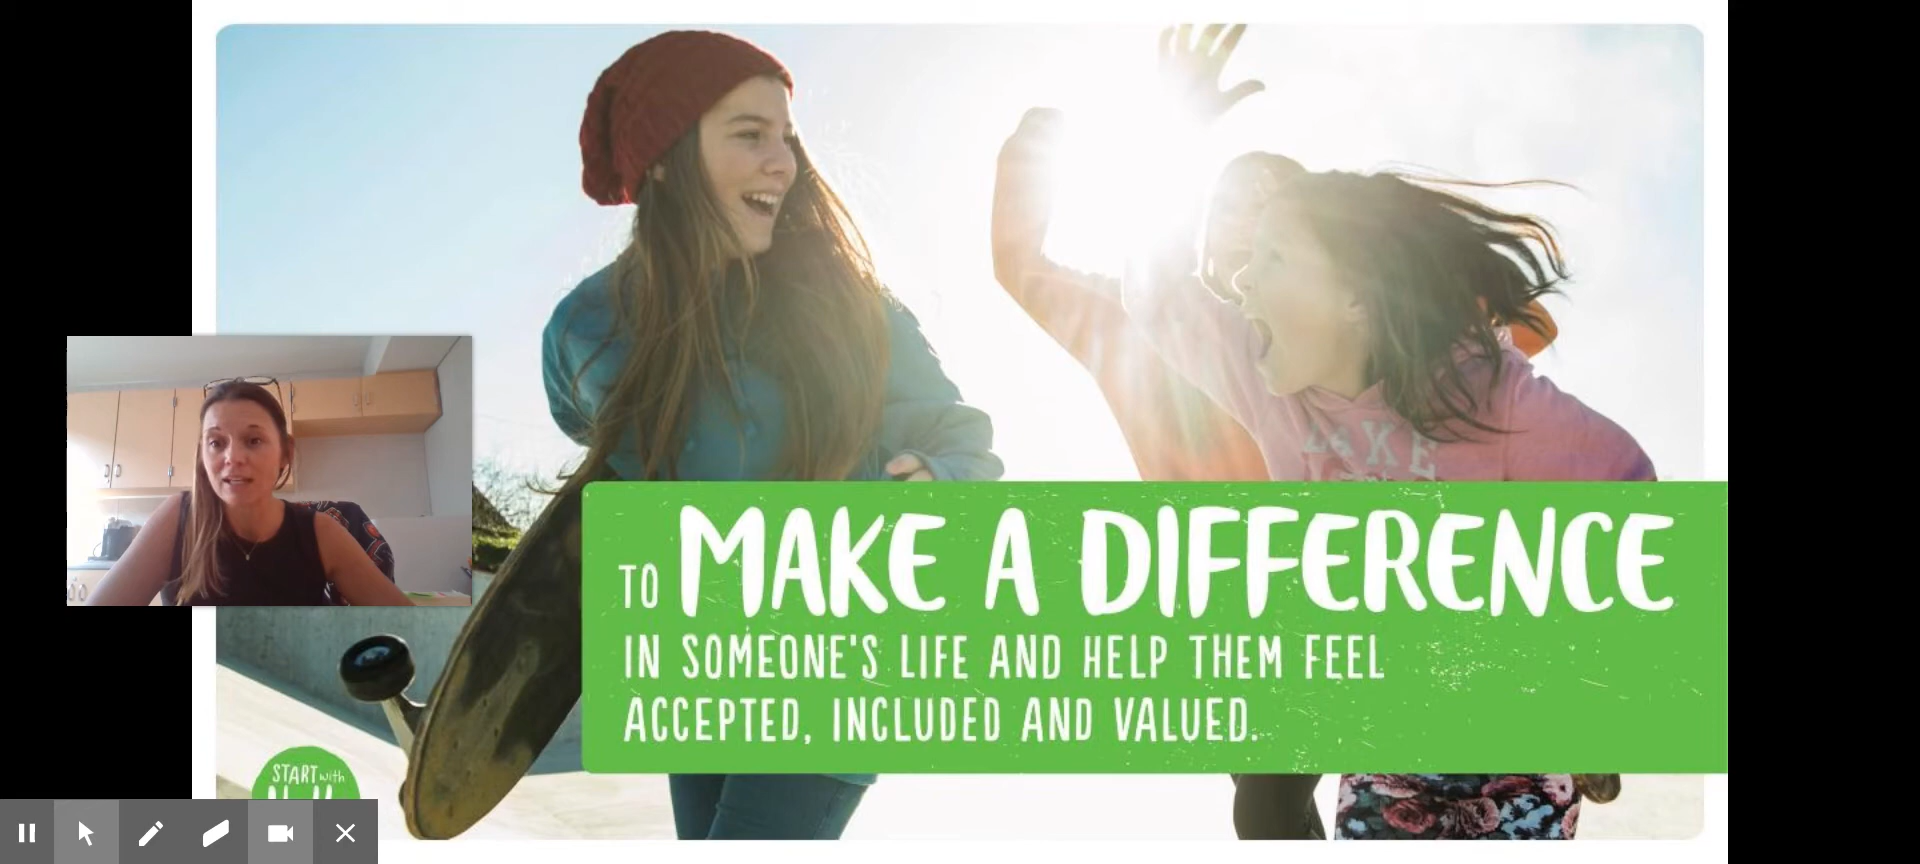 TO MAKE A DIFFERENCE
IN SOMEONE'S LIFE AND HELP THEM FEEL
ACCEPTED, INCLUDED AND VALUED.
START with